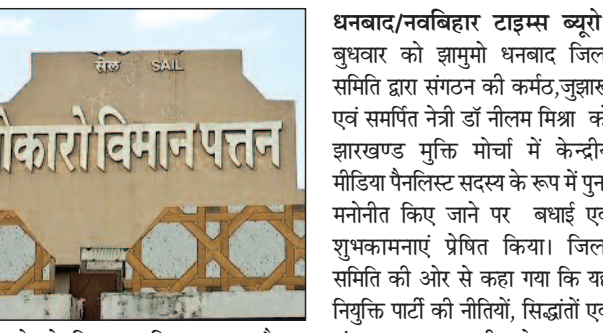 सेल SAIL
ोकारो विमान पत्तन
धनबाद/नवबिहार टाइम्स ब्यूरो
बुधवार को झामुमो धनबाद जिल
समिति द्वारा संगठन की कर्मठ,जुझारू
एवं समर्पित नेत्री डॉ नीलम मिश्रा को
झारखण्ड मुक्ति मोर्चा में केन्द्रीय
मीडिया पैनलिस्ट सदस्य के रूप में पुन
मनोनीत किए जाने पर बधाई एव
शुभकामनाएं प्रेषित किया। जिल
समिति की ओर से कहा गया कि यह
नियुक्ति पार्टी की नीतियों, सिद्धांतों एव